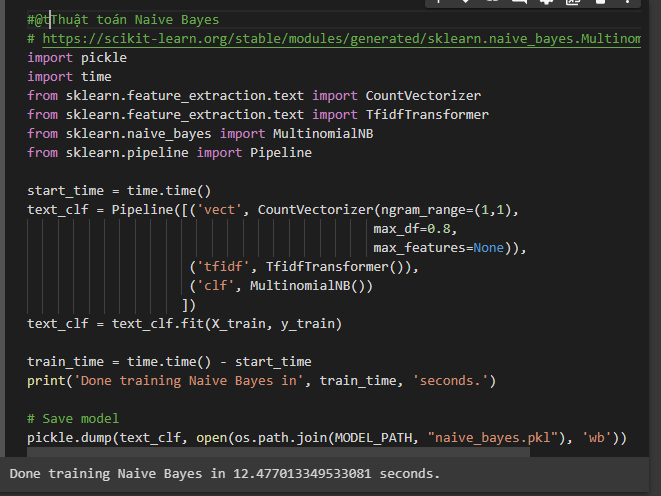 #@tThuật toán Naive Bayes
# https://scikit-learn.org/stable/modules/generated/sklearn.naive_bayes.Multinom
import pickle
import time
from sklearn.feature_extraction.text import CountVectorizer
from sklearn.feature_extraction.text import TfidfTransformer
from sklearn.naive_bayes import MultinomialNB
from sklearn.pipeline import Pipeline
start_time = time.time()
text_clf = Pipeline([('vect', CountVectorizer(ngram_range=(1,1),
max_df=0.8,
max_features=None)),
('tfidf', TfidfTransformer()),
('clf', MultinomialNB())
])
text_clf = text_clf.fit(X_train, y_train)
train_time = time.time() - start_time
print('Done training Naive Bayes in', train_time, 'seconds.')
# Save model
pickle.dump(text_clf, open(os.path.join(MODEL_PATH, "naive_bayes.pkl"), 'wb'))
Done training Naive Bayes in 12.477013349533081 seconds.